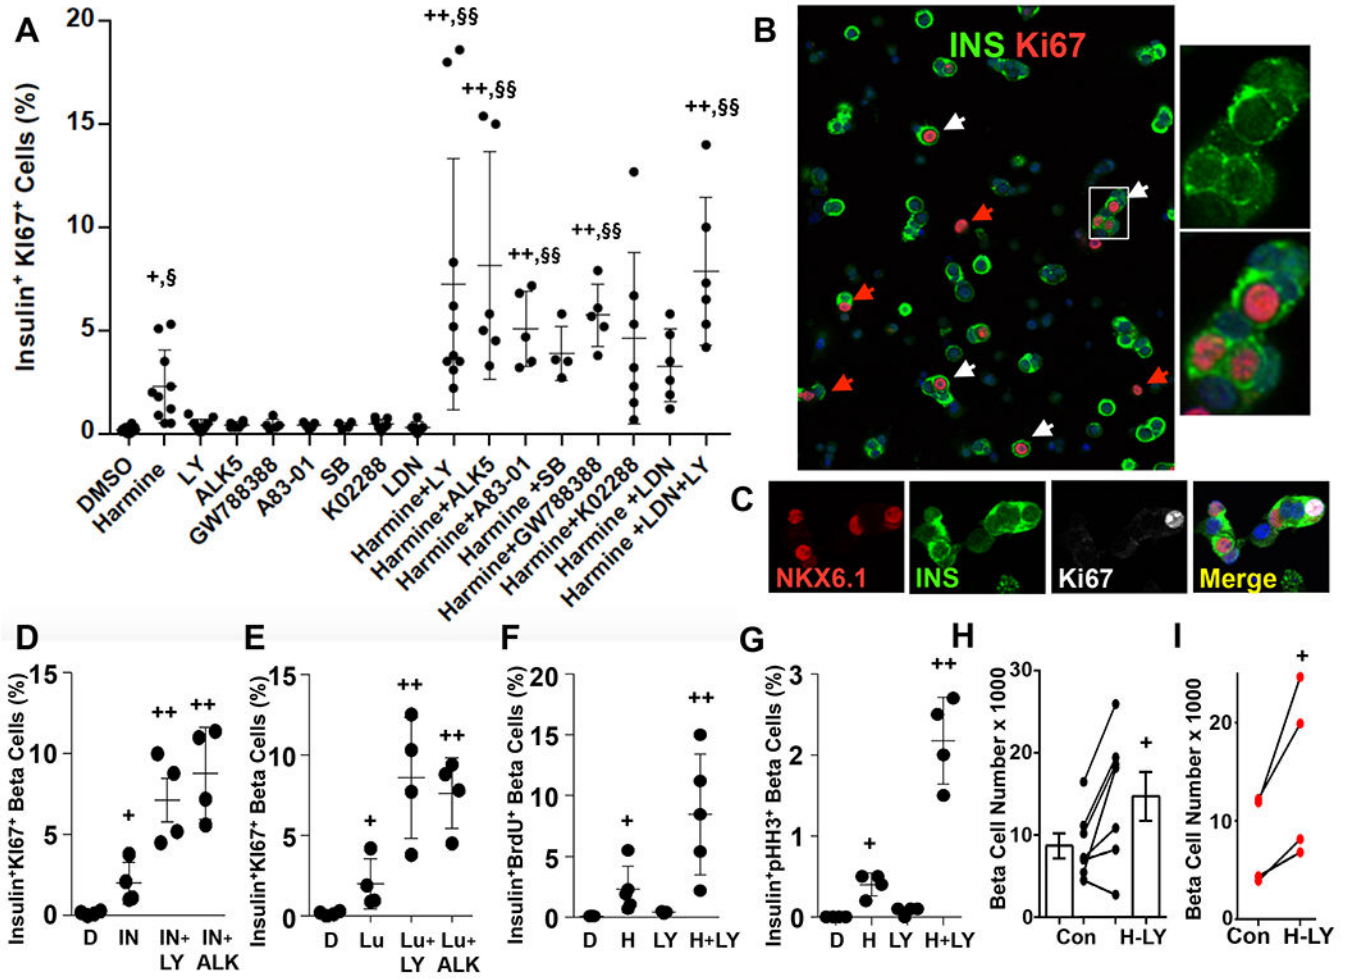 A
Insulin⁺ KI67⁺ Cells (%)
20
15
10
5
0
+,§
++,§§
++,§§
++,§§
++,§§
++,§§
DMSO
Harmine
LY
ALK5
GW788388
A83-01
SB
K02288
LDN
Harmine+LY
Harmine+ALK5
Harmine+A83-01
Harmine +SB
Harmine+GW788388
Harmine+K02288
Harmine +LDN
Harmine +LDN+LY
B
INS Ki67
C
NKX6.1
INS
Ki67
Merge
D
Insulin⁺KI67⁺ Beta Cells (%)
15
10
5
0
+
++
++
D
IN
IN+
LY
IN+
ALK
E
Insulin⁺KI67⁺ Beta Cells (%)
15
10
5
0
+
++
++
D
Lu
Lu+
LY
Lu+
ALK
F
Insulin⁺BrdU⁺ Beta Cells (%)
20
15
10
5
0
+
++
D
H
LY
H+LY
G
Insulin⁺pHH3⁺ Beta Cells (%)
3
2
1
0
+
++
D
H
LY
H+LY
H
Beta Cell Number x 1000
30
20
10
0
+
Con
H-LY
I
Beta Cell Number x 1000
20
10
0
+
Con
H-LY